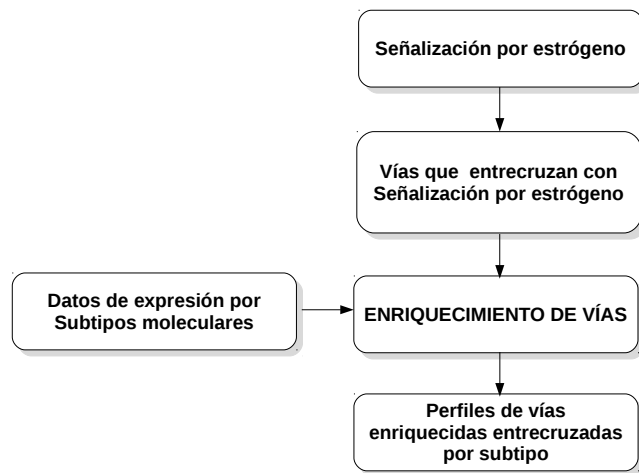 Señalización por estrógeno
Vías que entrecruzan con
Señalización por estrógeno
Datos de expresión por
Subtipos moleculares
ENRIQUECIMIENTO DE VÍAS
Perfiles de vías
enriquecidas entrecruzadas
por subtipo